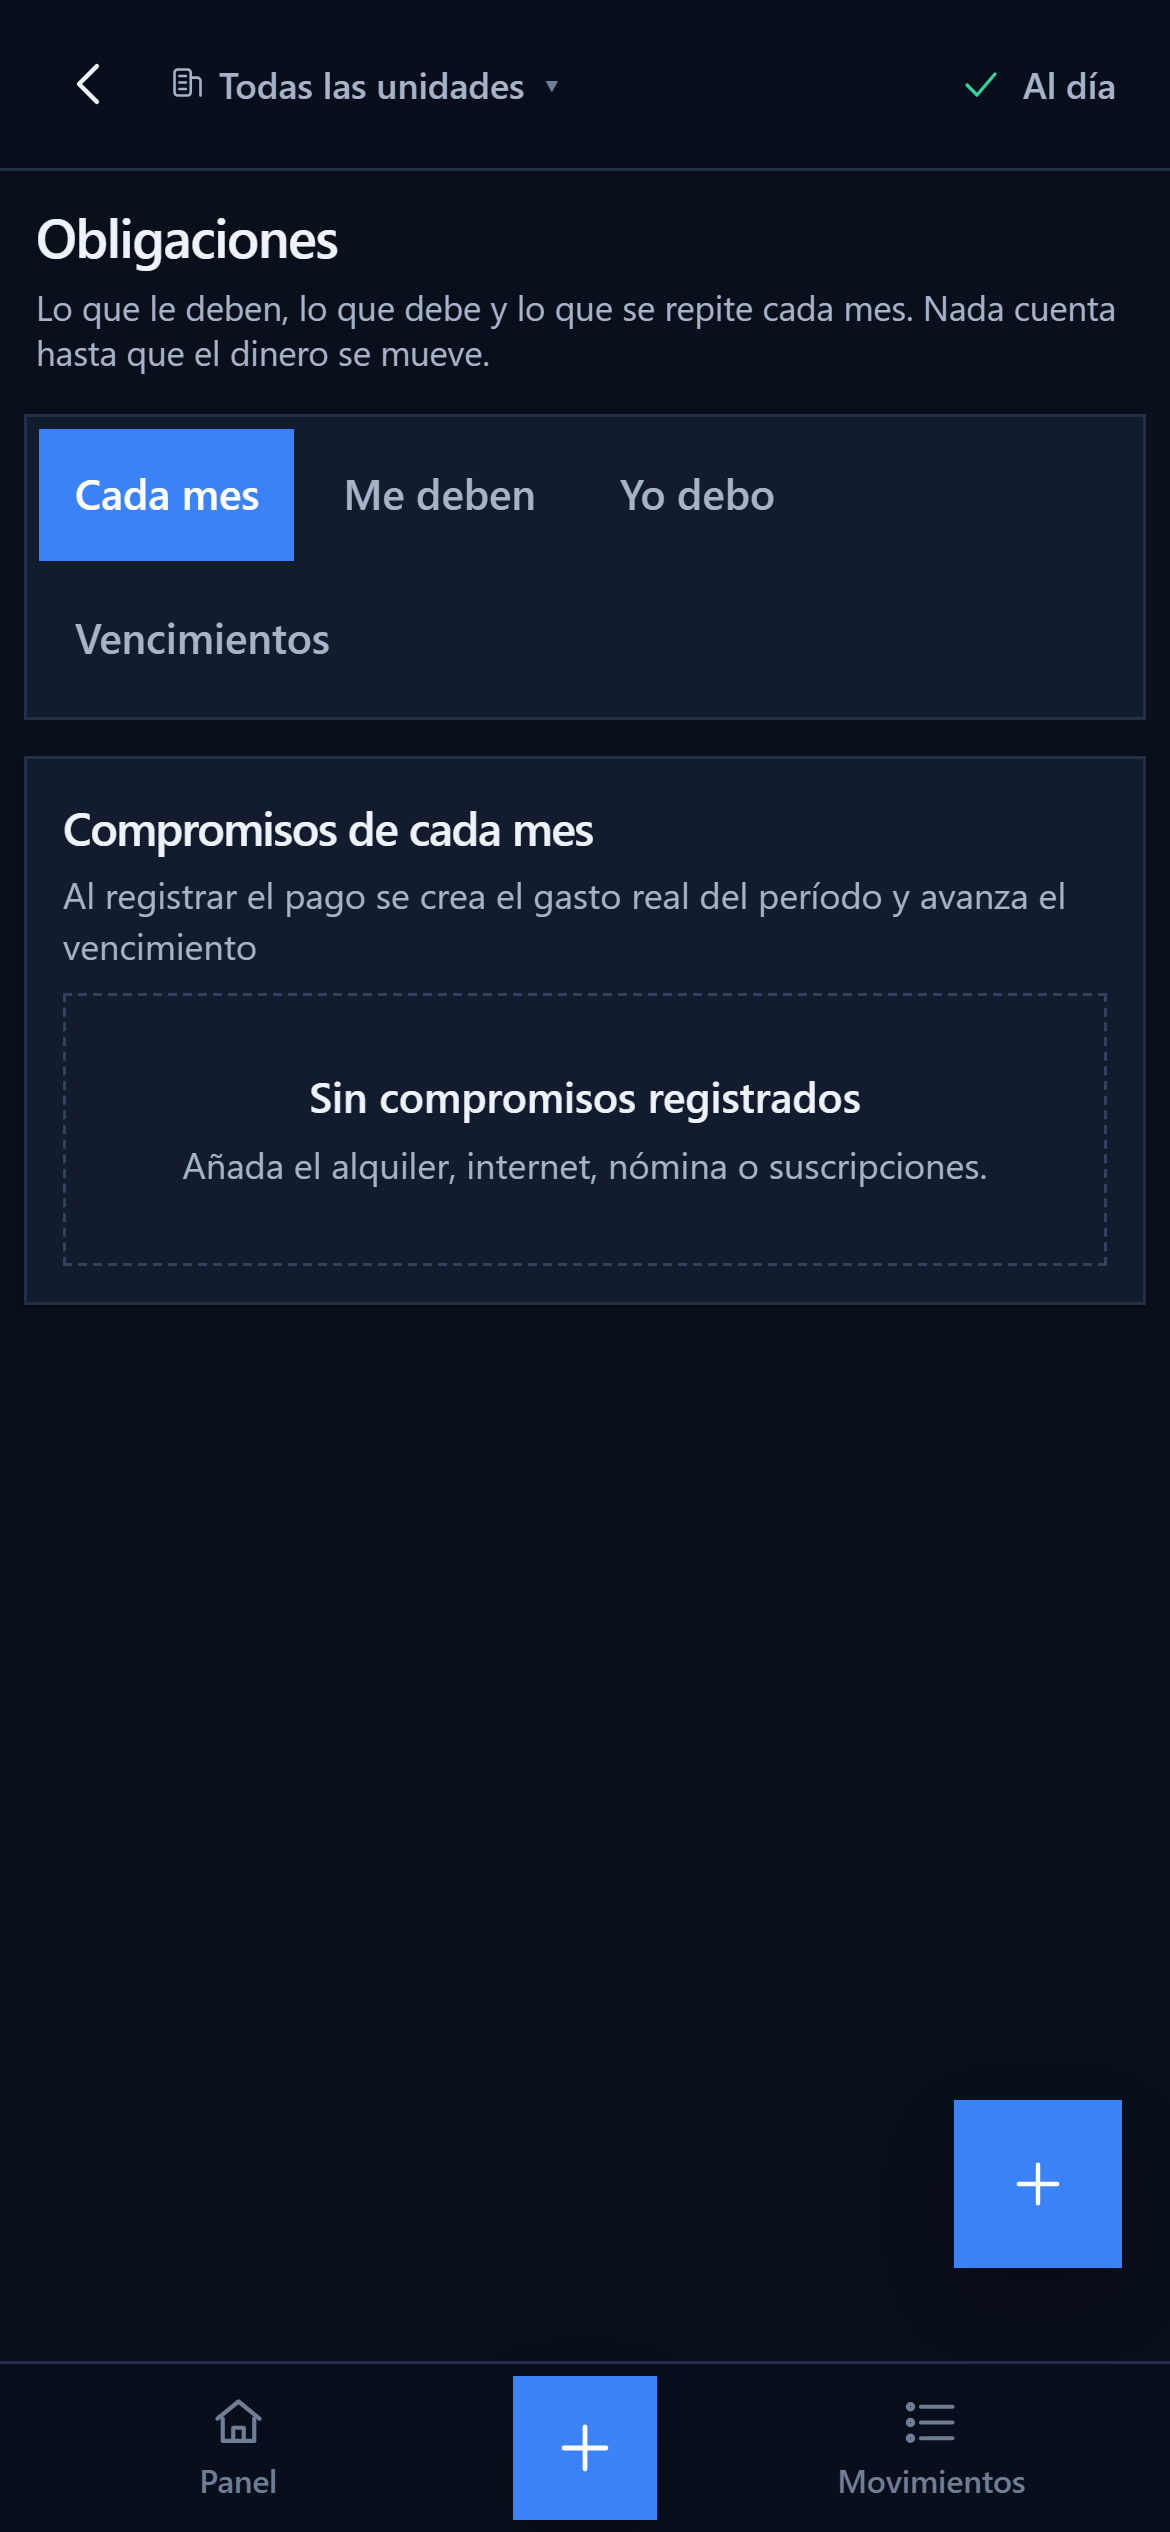 Todas las unidades ▼
Al día
Obligaciones
Lo que le deben, lo que debe y lo que se repite cada mes. Nada cuenta
hasta que el dinero se mueve.
Cada mes
Me deben
Yo debo
Vencimientos
Compromisos de cada mes
Al registrar el pago se crea el gasto real del período y avanza el
vencimiento
Sin compromisos registrados
Añada el alquiler, internet, nómina o suscripciones.
Panel
Movimientos